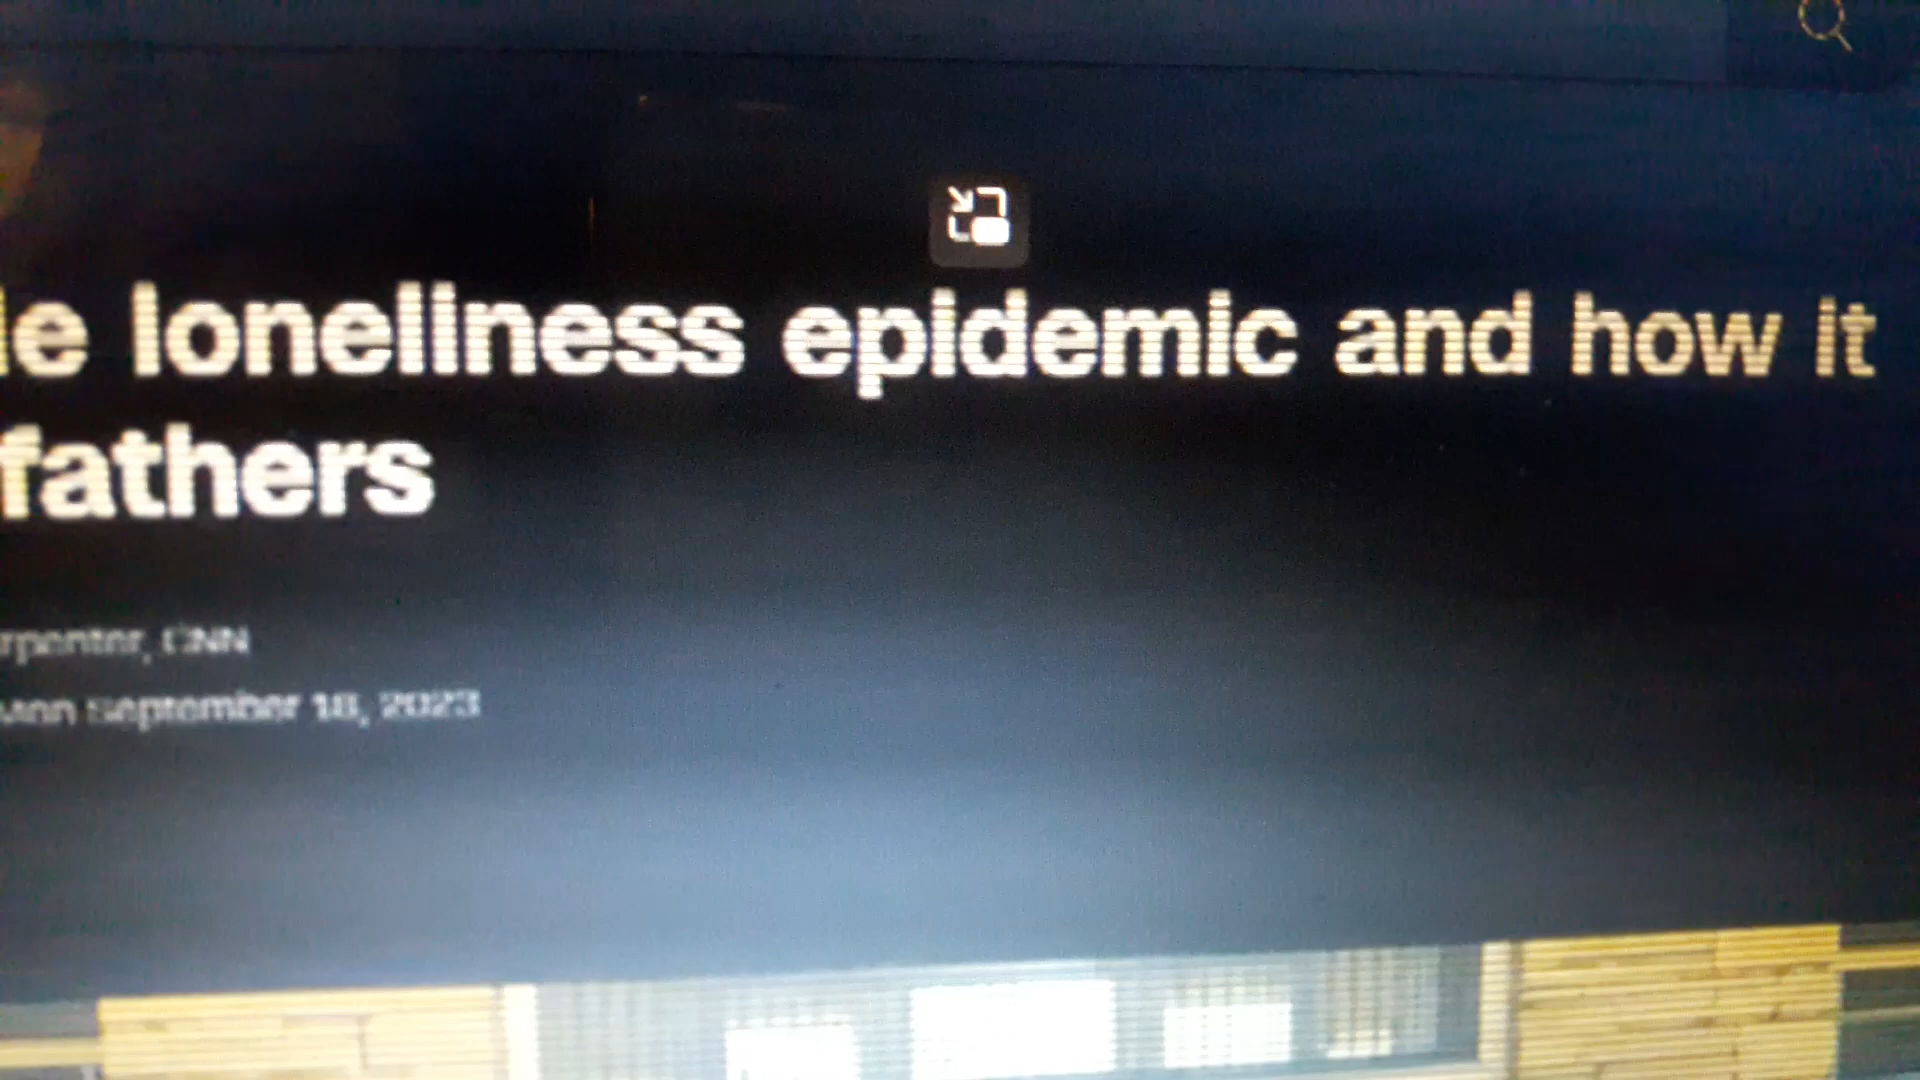 le loneliness epidemic and how it
fathers
rpenter, CNN
September 18, 2023